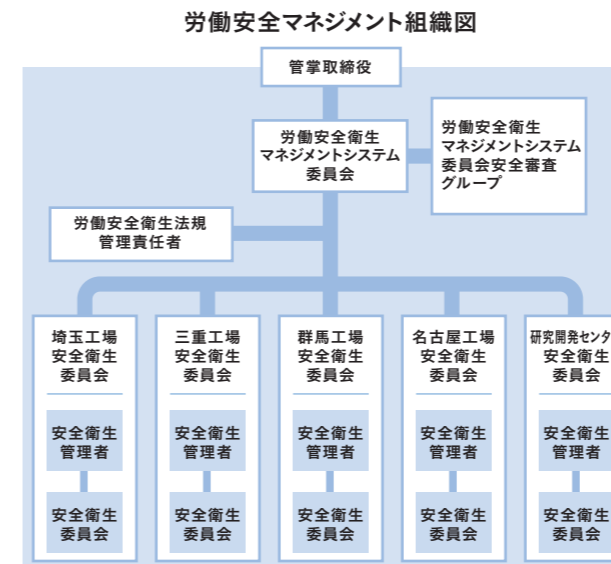 労働安全マネジメント組織図
管掌取締役
労働安全衛生
マネジメントシステム
委員会
労働安全衛生
マネジメントシステム
委員会安全審査
グループ
労働安全衛生法規
管理責任者
埼玉工場
安全衛生
委員会
安全衛生
管理者
安全衛生
委員会
三重工場
安全衛生
委員会
安全衛生
管理者
安全衛生
委員会
群馬工場
安全衛生
委員会
安全衛生
管理者
安全衛生
委員会
名古屋工場
安全衛生
委員会
安全衛生
管理者
安全衛生
委員会
研究開発センター
安全衛生
委員会
安全衛生
管理者
安全衛生
委員会